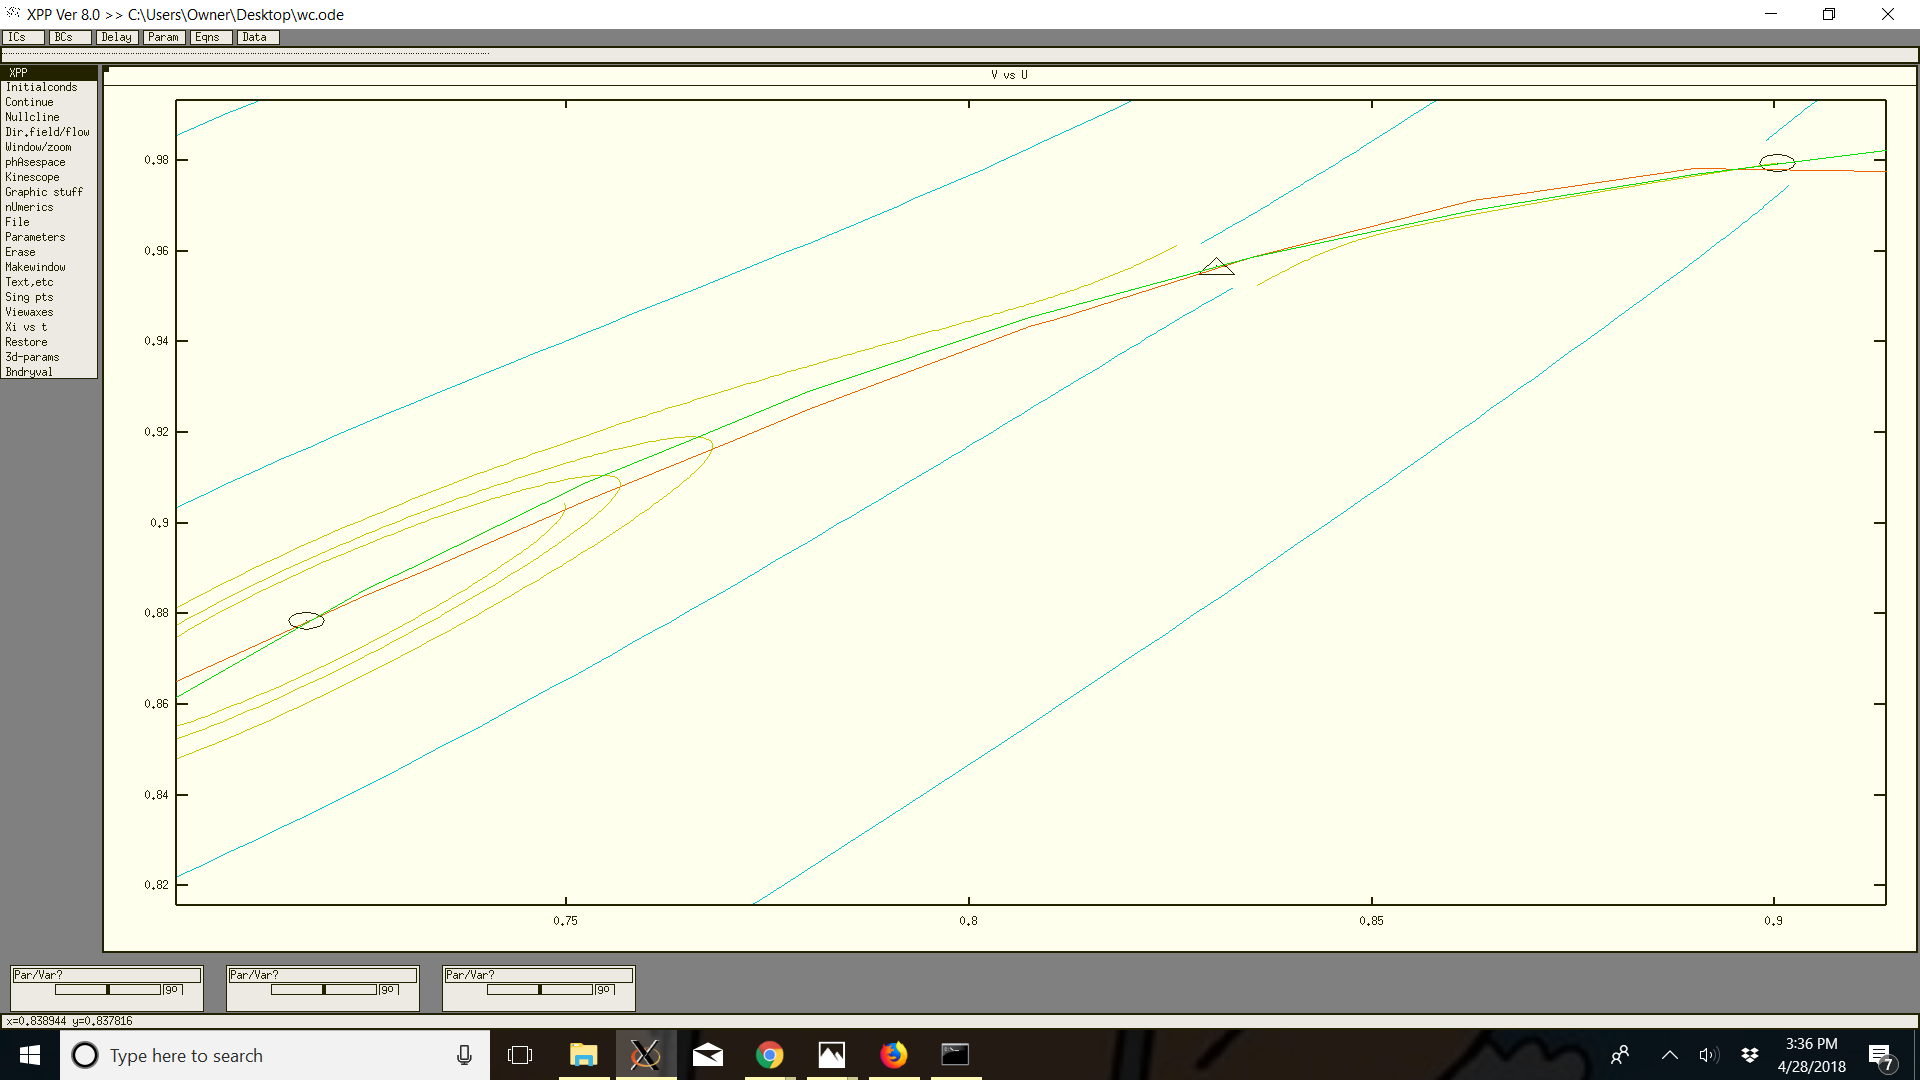 XPP Ver 8.0 >> C:\Users\Owner\Desktop\wc.ode
ICs BCs Delay Param Eqns Data
XPP
Initialconds
Continue
Nullcline
Dir.field/flow
Window/zoom
phAsespace
Kinescope
Graphic stuff
nUmerics
File
Parameters
Erase
Makewindow
Text,etc
Sing pts
Viewaxes
Xi vs t
Restore
3d-params
Bndryval
V vs U
0.98
0.96
0.94
0.92
0.9
0.88
0.86
0.84
0.82
0.75 0.8 0.85 0.9
Par/Var? Par/Var? Par/Var?
go go go
x=0.838944 y=0.837816
Type here to search
3:36 PM
4/28/2018
7